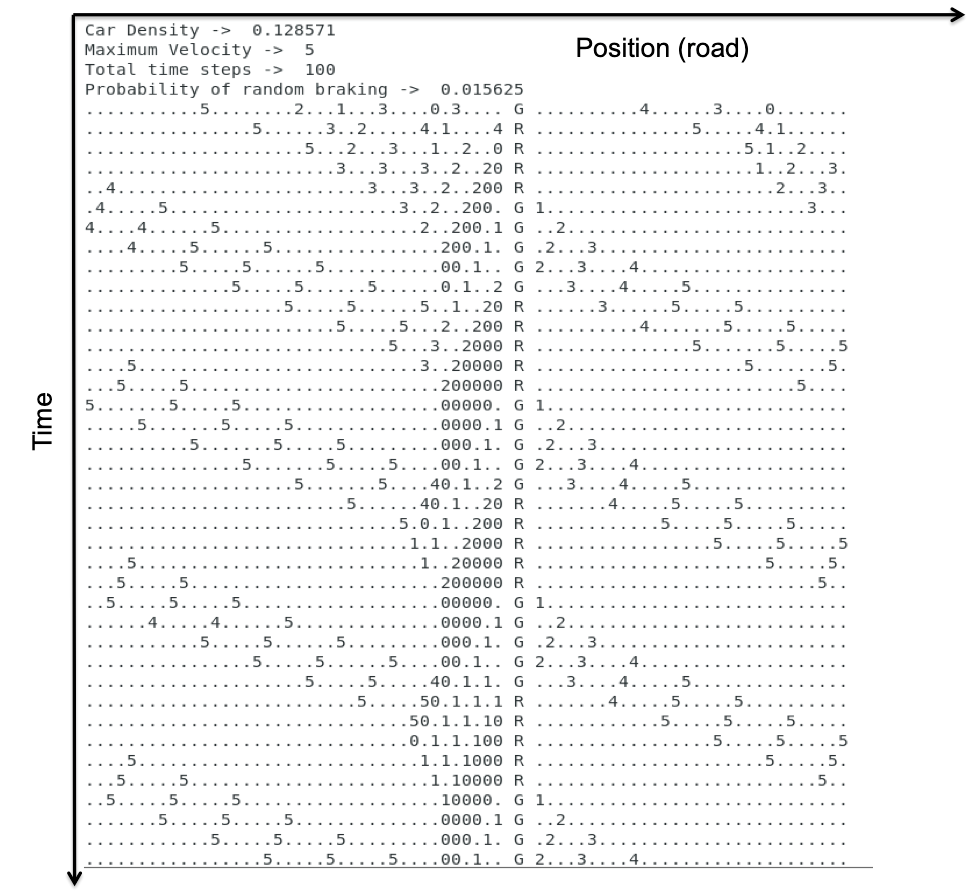 Position (road)
Time
Car Density -> 0.128571
Maximum Velocity -> 5
Total time steps -> 100
Probability of random braking -> 0.015625
...........5........2...1...3....0.3.... G ..........4......3....0.......
................5......3..2.....4.1....4 R ...............5.....4.1......
.....................5...2...3...1..2..0 R ....................5.1..2....
........................3...3...3..2..20 R .....................1..2...3.
..4........................3...3..2..200 R .......................2...3..
.4.....5......................3..2..200. G 1.........................3...
4....4......5...................2..200.1 G ..2...........................
....4.....5......5................200.1. G .2...3........................
.........5.....5......5...........00.1.. G 2...3....4....................
..............5.....5......5......0.1..2 G ...3....4.....5...............
...................5.....5......5..1..20 R ......3......5.....5..........
........................5.....5...2..200 R ..........4.......5.....5.....
.............................5...3..2000 R ...............5.......5.....5
....5...........................3..20000 R ....................5.......5.
...5.....5........................200000 R .........................5....
5.......5.....5...................00000. G 1.............................
.....5.......5.....5..............0000.1 G ..2...........................
..........5.......5.....5.........000.1. G .2...3........................
...............5.......5.....5....00.1.. G 2...3....4....................
....................5.......5....40.1..2 G ...3....4.....5...............
.........................5......40.1..20 R .......4.....5.....5..........
..............................5.0.1..200 R ............5.....5.....5.....
...............................1.1..2000 R .................5.....5.....5
....5...........................1..20000 R ......................5.....5.
...5.....5........................200000 R ...........................5..
..5.....5.....5...................00000. G 1.............................
......4.....4......5..............0000.1 G ..2...........................
...........5.....5......5.........000.1. G .2...3........................
................5.....5......5....00.1.. G 2...3....4....................
.....................5.....5.....40.1.1. G ...3....4.....5...............
..........................5.....50.1.1.1 R .......4.....5.....5..........
...............................50.1.1.10 R ............5.....5.....5.....
...............................0.1.1.100 R .................5.....5.....5
....5...........................1.1.1000 R ......................5.....5.
...5.....5.......................1.10000 R ...........................5..
..5.....5.....5...................10000. G 1.............................
.......5.....5.....5..............0000.1 G ..2...........................
............5.....5.....5.........000.1. G .2...3........................
.................5.....5.....5....00.1.. G 2...3....4....................